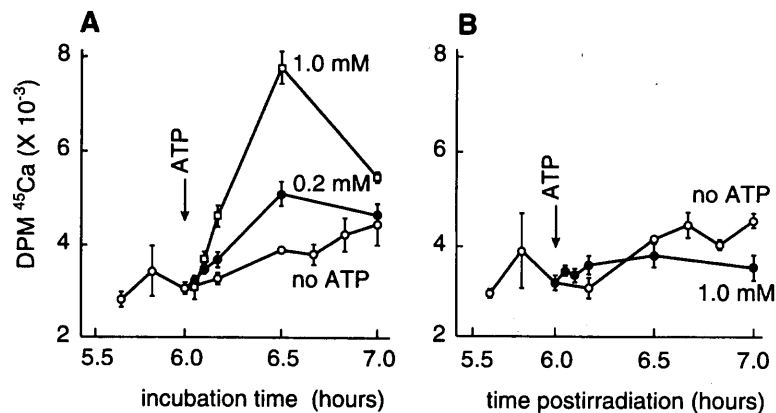 A
DPM ⁴⁵Ca (X 10⁻³)
8
6
4
2
ATP
1.0 mM
0.2 mM
no ATP
5.5 6.0 6.5 7.0
incubation time (hours)
B
8
6
4
2
ATP
no ATP
1.0 mM
5.5 6.0 6.5 7.0
time postirradiation (hours)